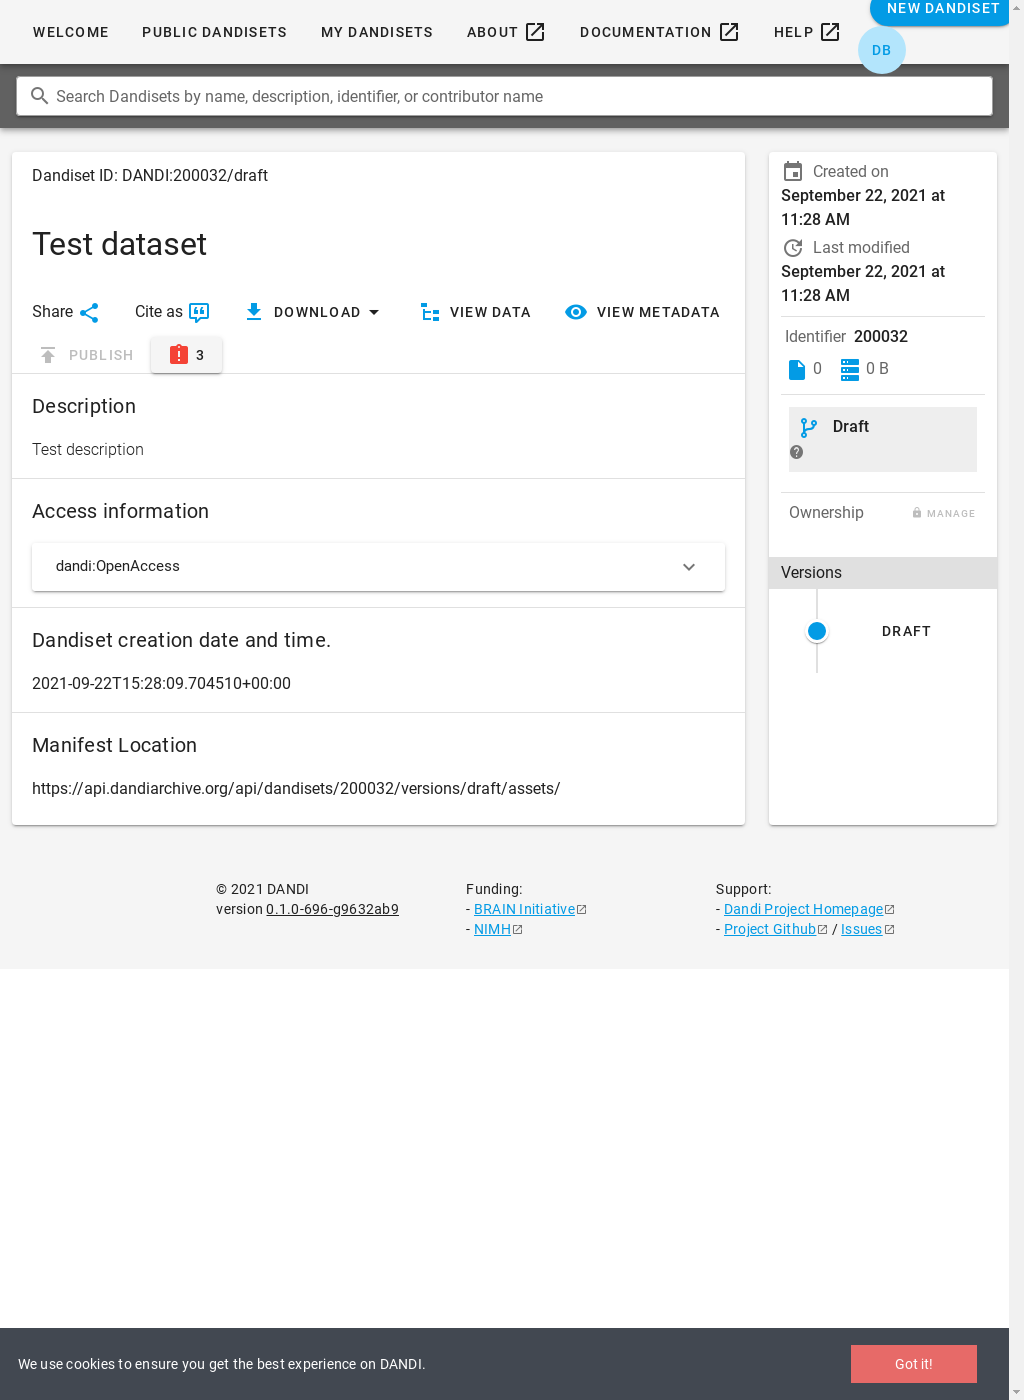 WELCOME PUBLIC DANDISETS MY DANDISETS ABOUT DOCUMENTATION HELP NEW DANDISET
DB
Search Dandisets by name, description, identifier, or contributor name
Dandiset ID: DANDI:200032/draft
Test dataset
Share Cite as DOWNLOAD VIEW DATA VIEW METADATA
PUBLISH 3
Description
Test description
Access information
dandi:OpenAccess
Dandiset creation date and time.
2021-09-22T15:28:09.704510+00:00
Manifest Location
https://api.dandiarchive.org/api/dandisets/200032/versions/draft/assets/
Created on
September 22, 2021 at
11:28 AM
Last modified
September 22, 2021 at
11:28 AM
Identifier 200032
0 0 B
Draft
Ownership MANAGE
Versions
DRAFT
© 2021 DANDI
version 0.1.0-696-g9632ab9
Funding:
- BRAIN Initiative
- NIMH
Support:
- Dandi Project Homepage
- Project Github / Issues
We use cookies to ensure you get the best experience on DANDI.
Got it!